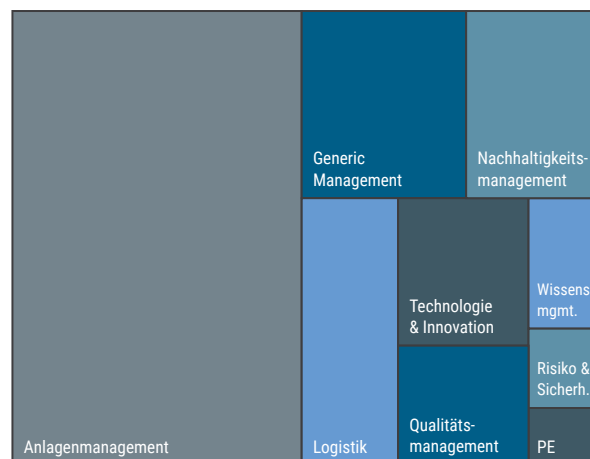 Generic
Management
Nachhaltigkeits-
management
Technologie
& Innovation
Wissens
mgmt.
Risiko &
Sicherh.
Anlagenmanagement
Logistik
Qualitäts-
management
PE